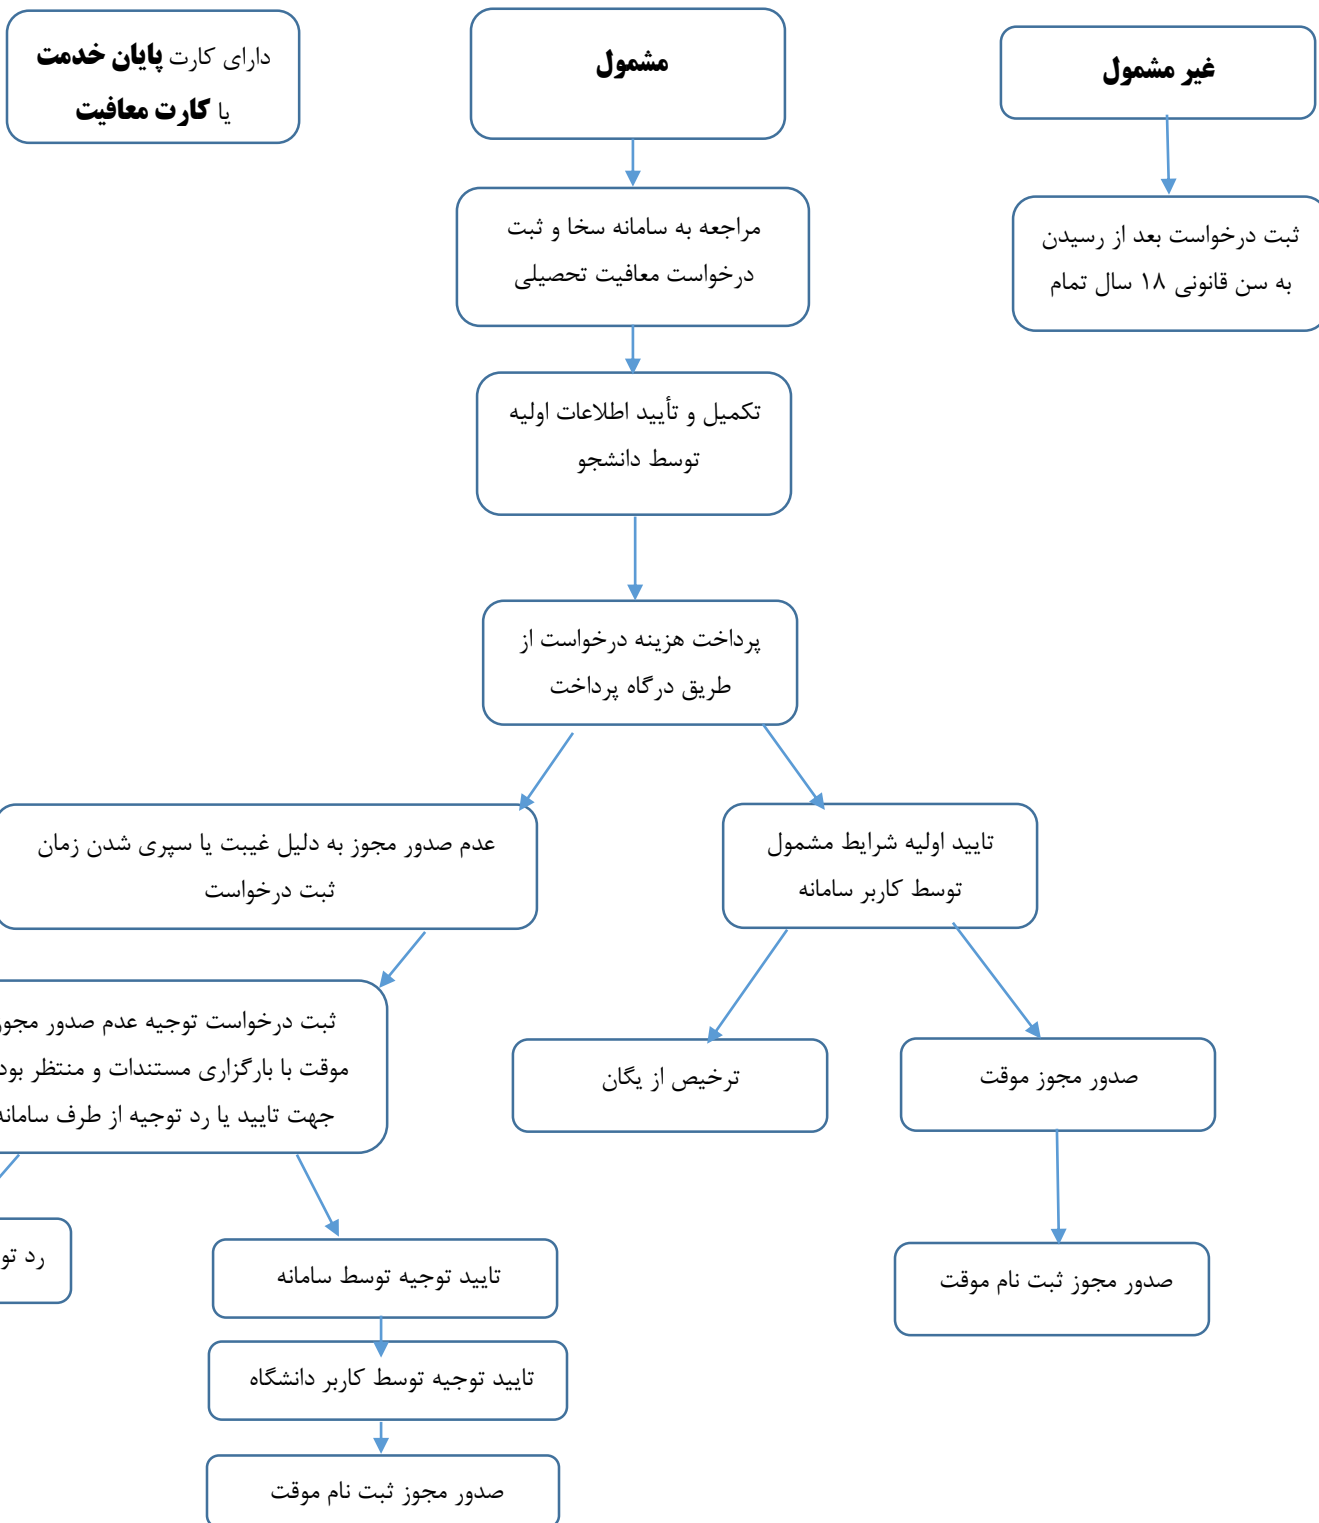 غیر مشمول
مشمول
دارای کارت پایان خدمت
یا کارت معافیت
ثبت درخواست بعد از رسیدن
به سن قانونی ۱۸ سال تمام
مراجعه به سامانه سخا و ثبت
درخواست معافیت تحصیلی
تکمیل و تأیید اطلاعات اولیه
توسط دانشجو
پرداخت هزینه درخواست از
طریق درگاه پرداخت
تایید اولیه شرایط مشمول
توسط کاربر سامانه
عدم صدور مجوز به دلیل غیبت یا سپری شدن زمان
ثبت درخواست
ثبت درخواست توجیه عدم صدور مجوز
موقت با بارگزاری مستندات و منتظر
جهت تایید یا رد توجیه از طرف سامانه
صدور مجوز موقت
ترخیص از یگان
صدور مجوز ثبت نام موقت
تایید توجیه توسط سامانه
رد
تایید توجیه توسط کاربر دانشگاه
صدور مجوز ثبت نام موقت